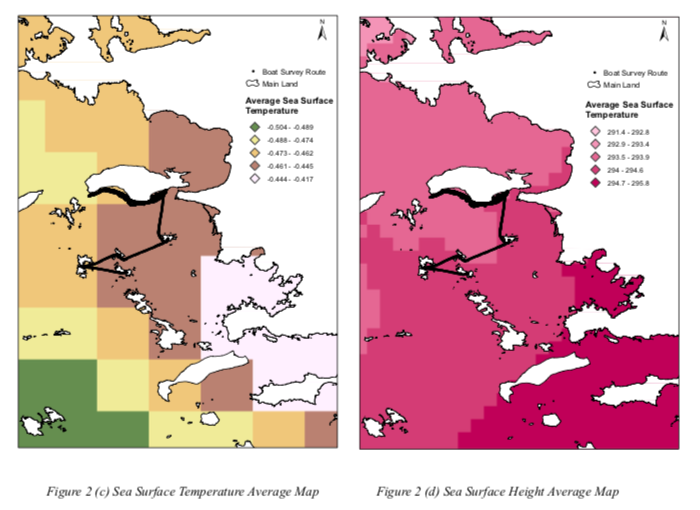 N
Boat Survey Route
Main Land
Average Sea Surface
Temperature
-0.504 - -0.489
-0.488 - -0.474
-0.473 - -0.462
-0.461 - -0.445
-0.444 - -0.417
N
Boat Survey Route
Main Land
Average Sea Surface
Temperature
291.4 - 292.8
292.9 - 293.4
293.5 - 293.9
294 - 294.6
294.7 - 295.8
Figure 2 (c) Sea Surface Temperature Average Map
Figure 2 (d) Sea Surface Height Average Map